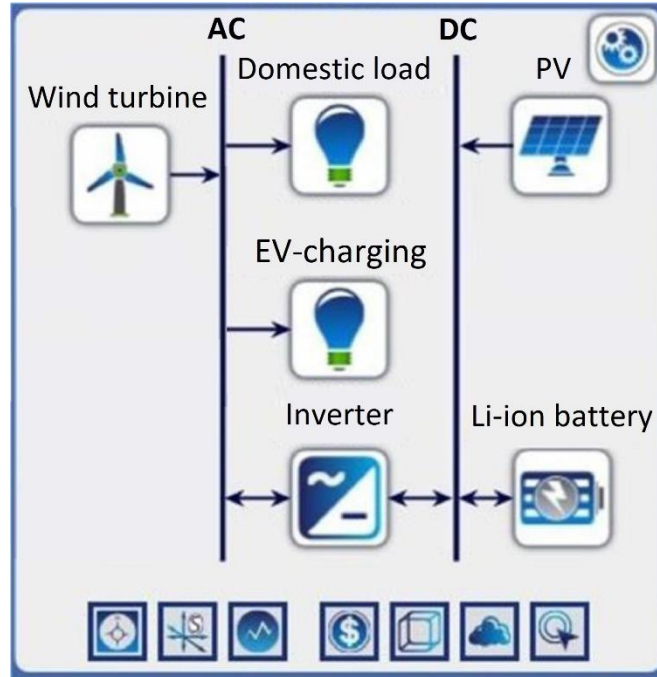 AC
DC
Domestic load
PV
Wind turbine
EV-charging
Inverter
Li-ion battery
S
$